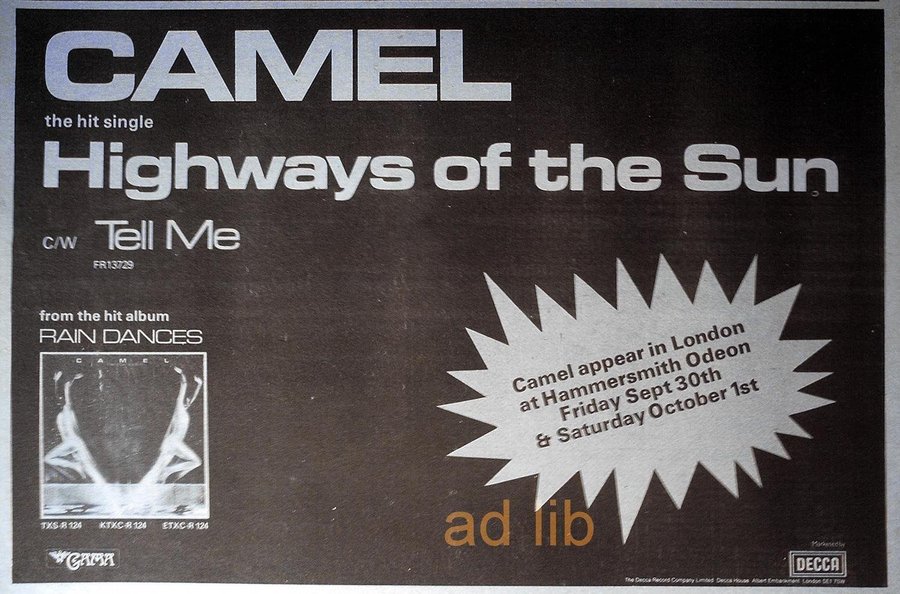 CAMEL
the hit single
Highways of the Sun
C/W Tell Me
FR13729
from the hit album
RAIN DANCES
CAMEL
TXS-R 124 KTXC-R 124 ETXC-R 124
GAMA
Camel appear in London
at Hammersmith Odeon
Friday Sept 30th
& Saturday October 1st
ad lib
Marketed by
DECCA
The Decca Record Company Limited Decca House Albert Embankment London SE1 7SW